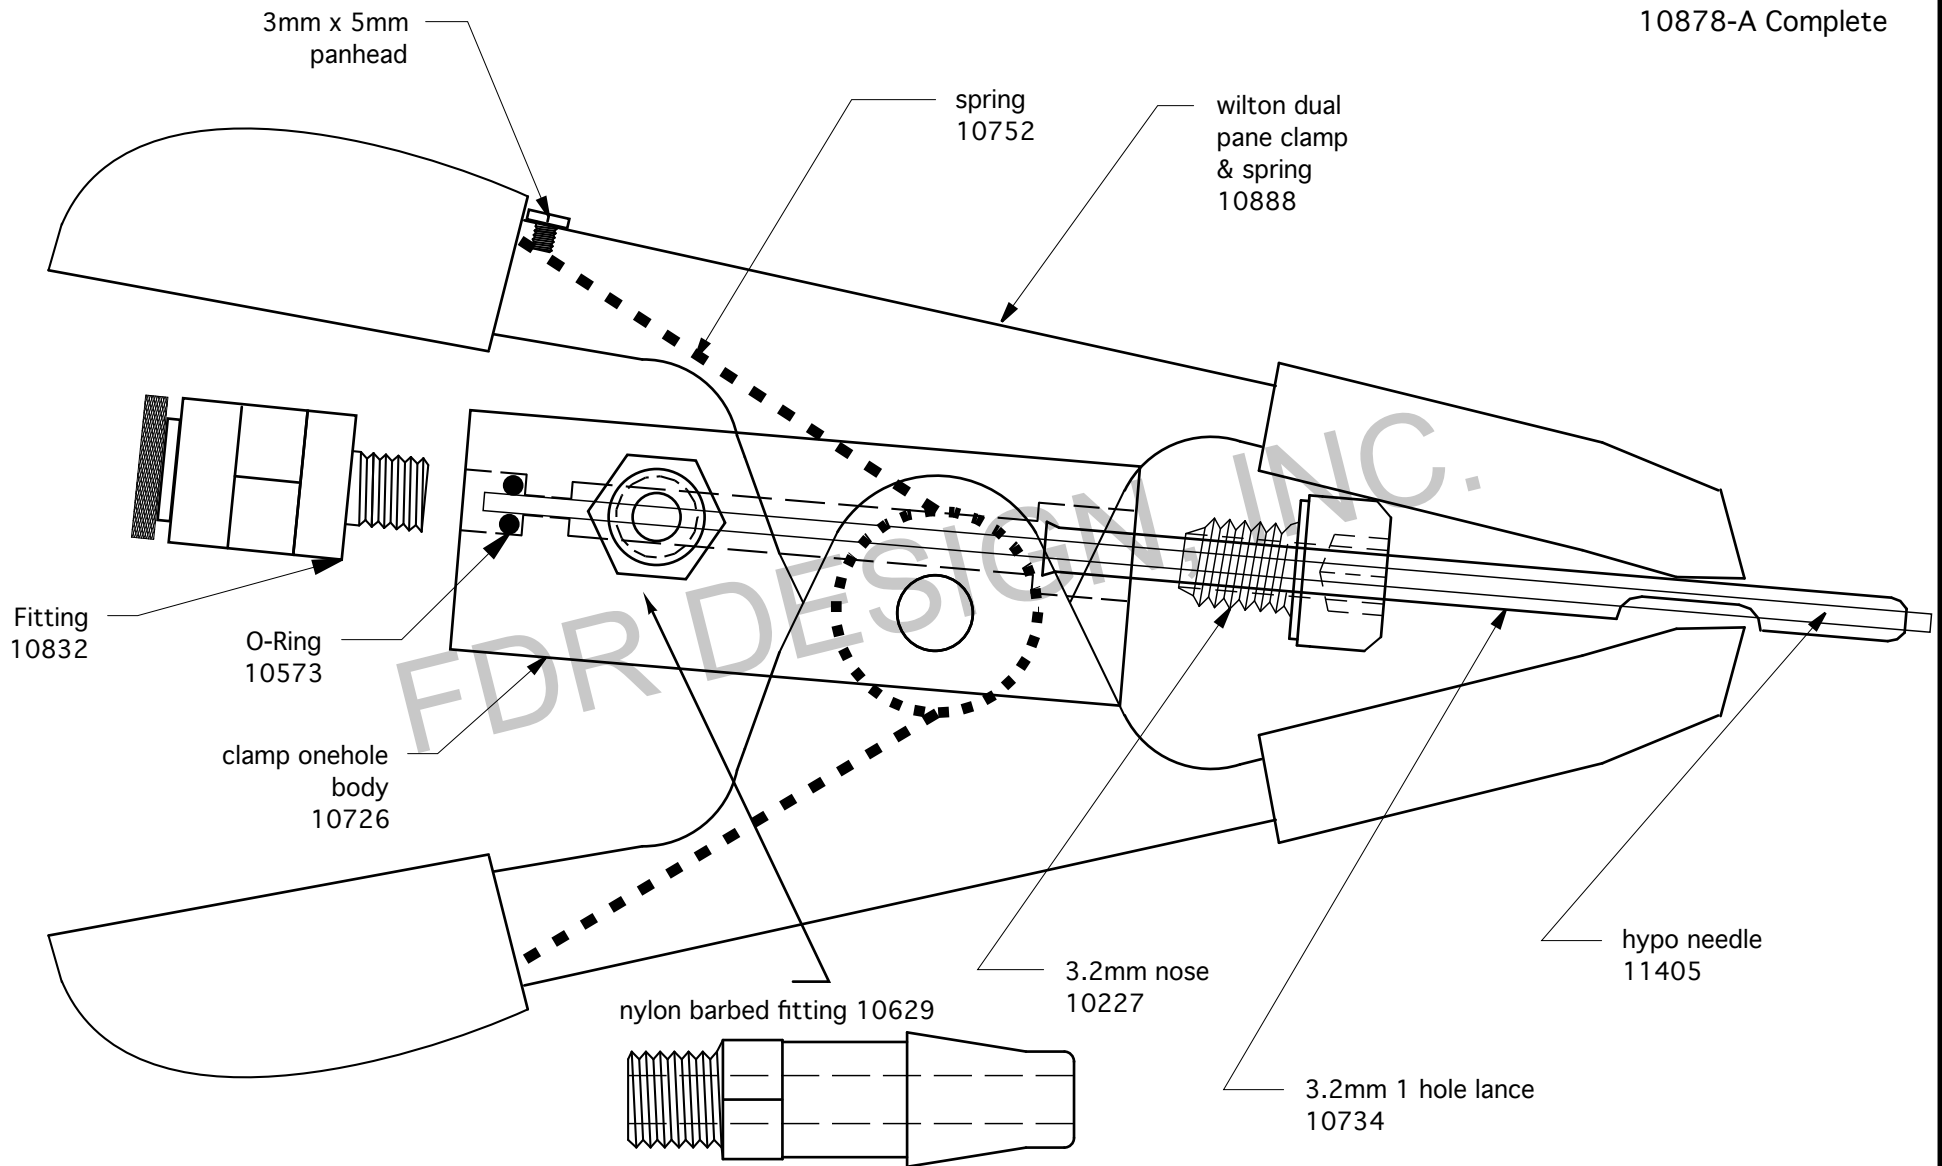 10878-A Complete
3mm x 5mm
panhead
spring
10752
wilton dual
pane clamp
& spring
10888
FDR DESIGN, INC.
Fitting
10832
O-Ring
10573
clamp onehole
body
10726
nylon barbed fitting 10629
3.2mm nose
10227
hypo needle
11405
3.2mm 1 hole lance
10734